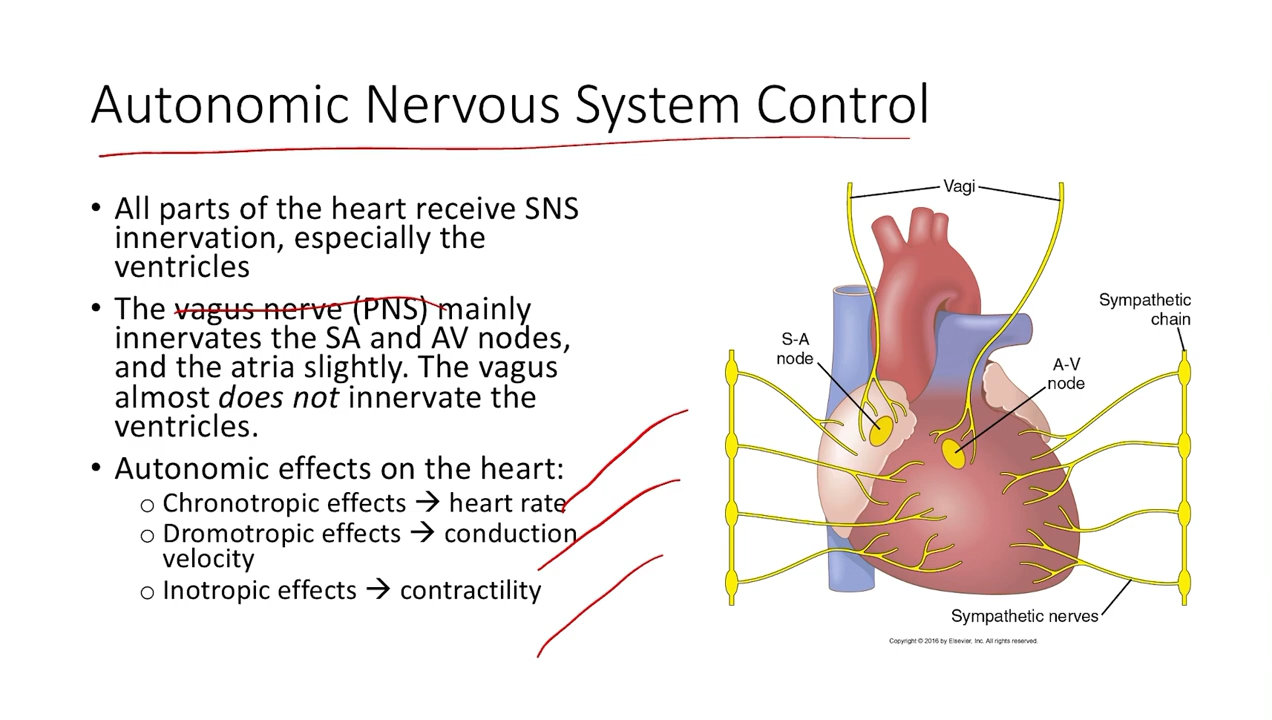 Autonomic Nervous System Control
• All parts of the heart receive SNS
innervation, especially the
ventricles
• The vagus nerve (PNS) mainly
innervates the SA and AV nodes,
and the atria slightly. The vagus
almost does not innervate the
ventricles.
• Autonomic effects on the heart:
o Chronotropic effects → heart rate
o Dromotropic effects → conduction
velocity
o Inotropic effects → contractility
Vagi
Sympathetic
chain
S-A
node
A-V
node
Sympathetic nerves
Copyright © 2016 by Elsevier, Inc. All rights reserved.